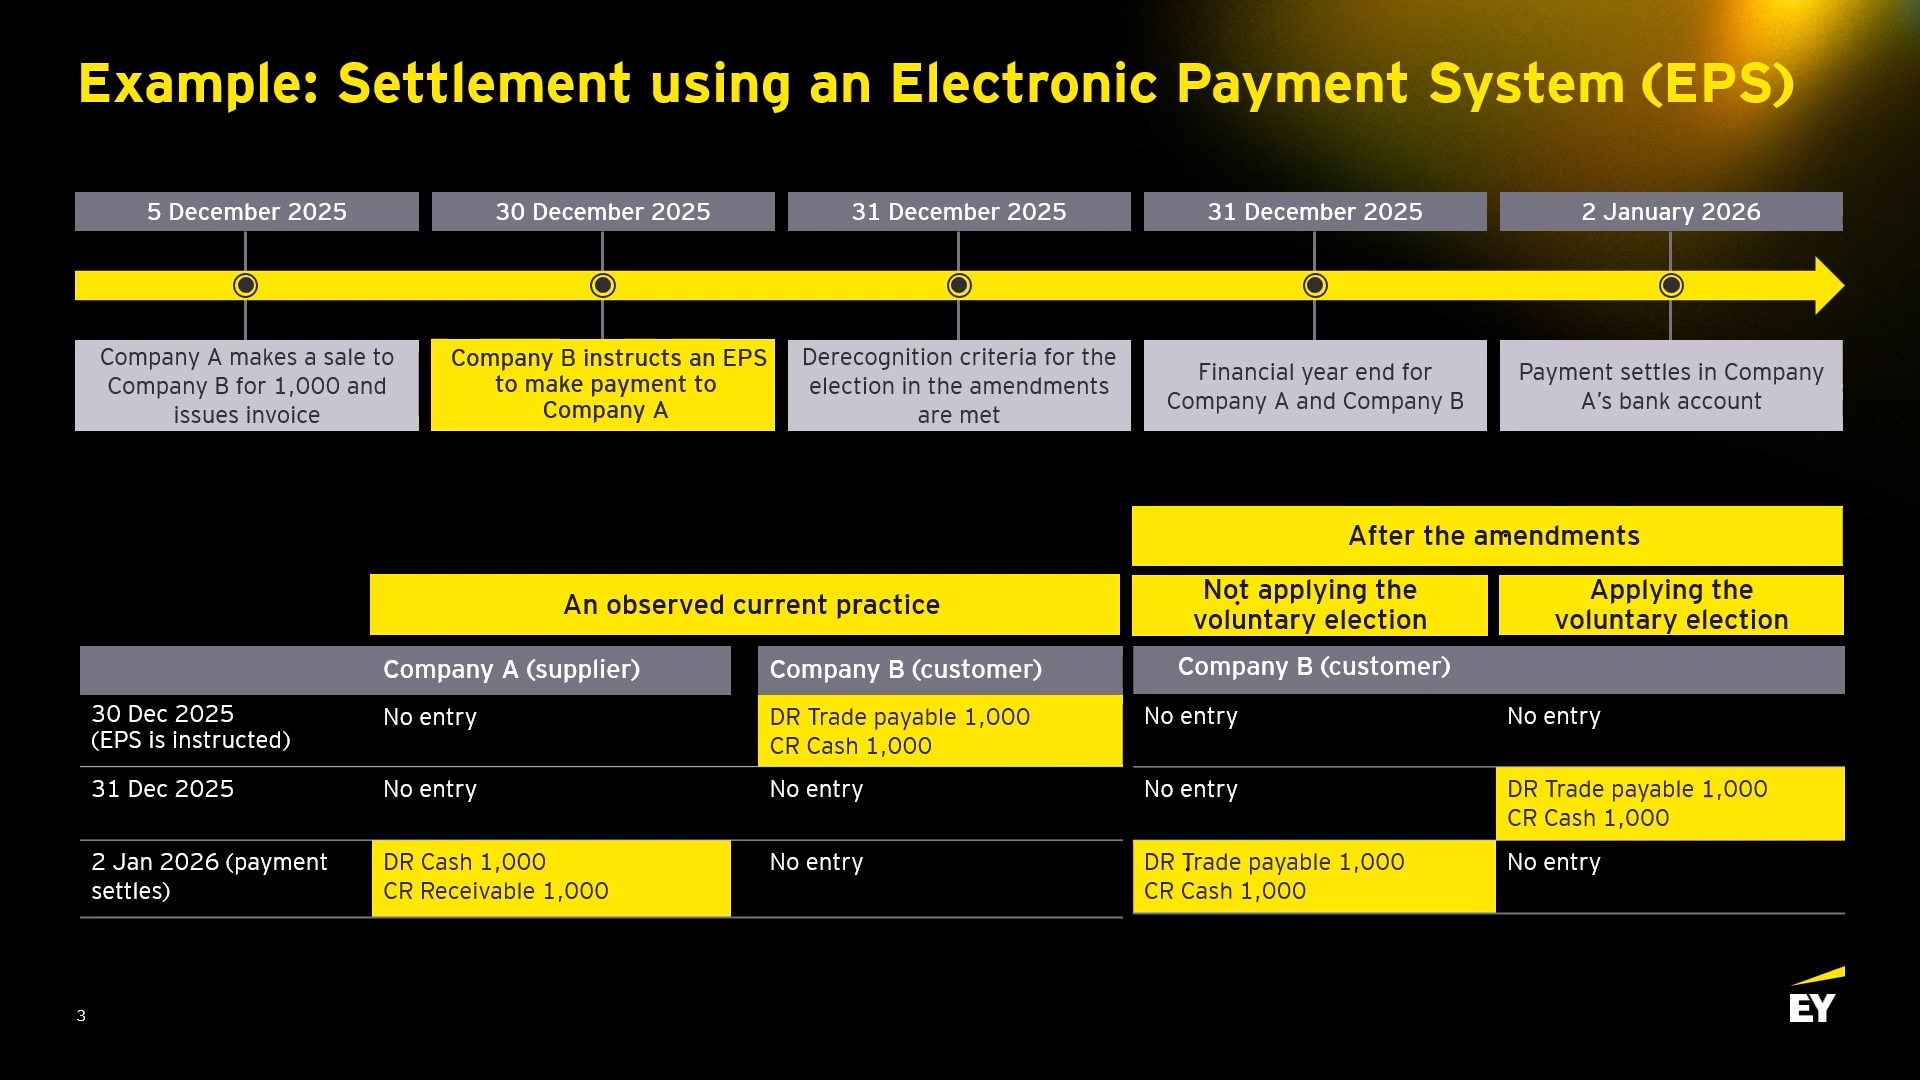 Example: Settlement using an Electronic Payment System (EPS)
5 December 2025
30 December 2025
31 December 2025
31 December 2025
2 January 2026
Company A makes a sale to
Company B for 1,000 and
issues invoice
Company B instructs an EPS
to make payment to
Company A
Derecognition criteria for the
election in the amendments
are met
Financial year end for
Company A and Company B
Payment settles in Company
A's bank account
After the amendments
An observed current practice
Not applying the
voluntary election
Applying the
voluntary election
Company A (supplier)
Company B (customer)
Company B (customer)
30 Dec 2025
(EPS is instructed)
No entry
DR Trade payable 1,000
CR Cash 1,000
No entry
No entry
31 Dec 2025
No entry
No entry
No entry
DR Trade payable 1,000
CR Cash 1,000
2 Jan 2026 (payment
settles)
DR Cash 1,000
CR Receivable 1,000
No entry
DR Trade payable 1,000
CR Cash 1,000
No entry
3
EY